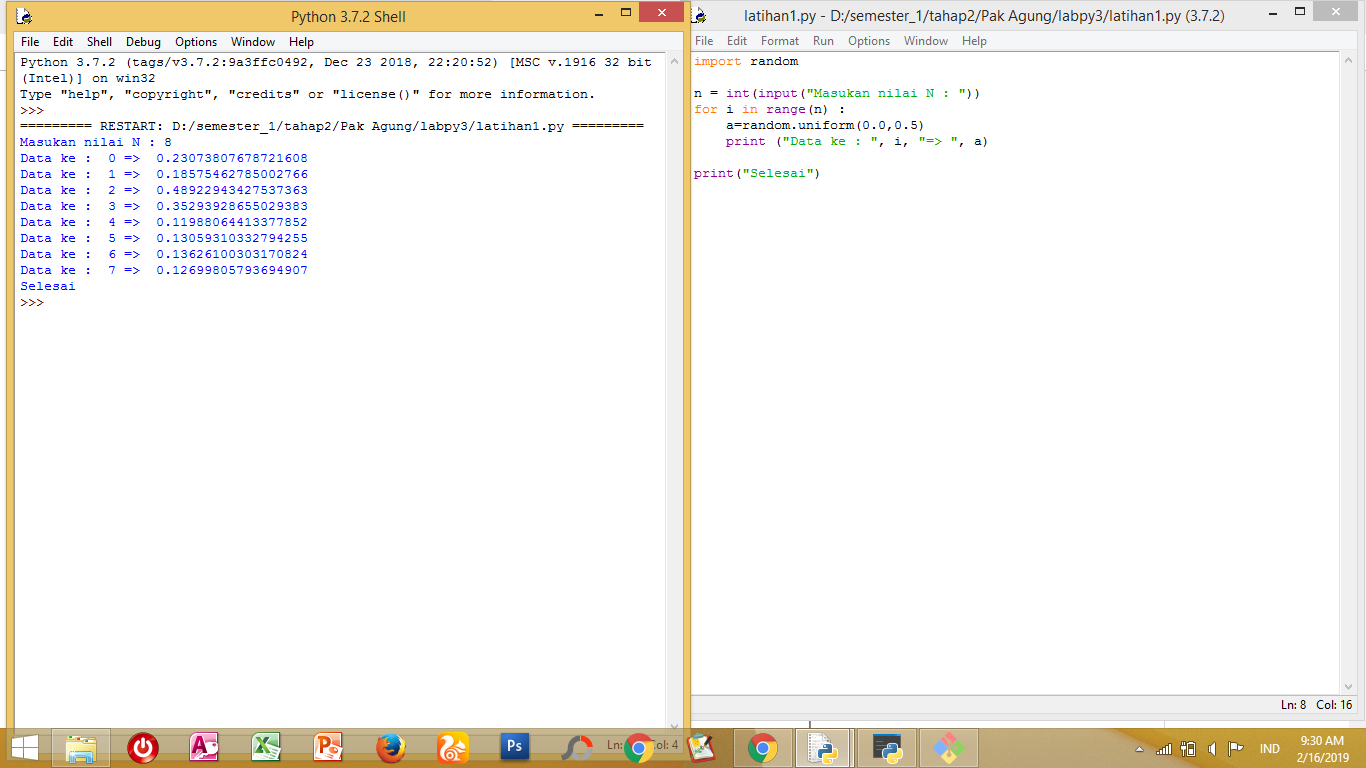 Python 3.7.2 Shell
File Edit Shell Debug Options Window Help
Python 3.7.2 (tags/v3.7.2:9a3ffc0492, Dec 23 2018, 22:20:52) [MSC v.1916 32 bit
(Intel)] on win32
Type "help", "copyright", "credits" or "license()" for more information.
>>>
========= RESTART: D:/semester_1/tahap2/Pak Agung/labpy3/latihan1.py =========
Masukan nilai N : 8
Data ke :  0 =>  0.23073807678721608
Data ke :  1 =>  0.18575462785002766
Data ke :  2 =>  0.48922943427537363
Data ke :  3 =>  0.35293928655029383
Data ke :  4 =>  0.11988064413377852
Data ke :  5 =>  0.13059310332794255
Data ke :  6 =>  0.13626100303170824
Data ke :  7 =>  0.12699805793694907
Selesai
>>>
latihan1.py - D:/semester_1/tahap2/Pak Agung/labpy3/latihan1.py (3.7.2)
File Edit Format Run Options Window Help
import random
n = int(input("Masukan nilai N : "))
for i in range(n) :
    a=random.uniform(0.0,0.5)
    print ("Data ke : ", i, "=> ", a)
print("Selesai")
Ln: 8 Col: 16
Ln: ol: 4
Ps
IND
9:30 AM
2/16/2019